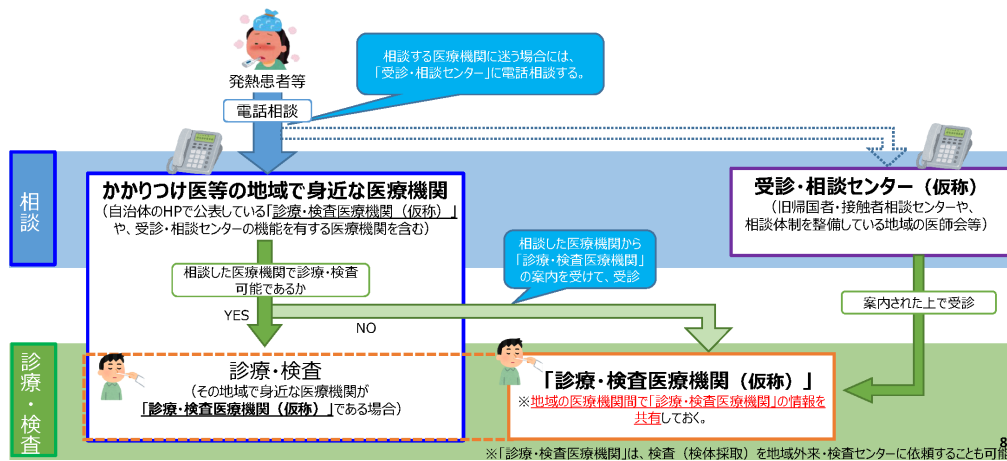 相談する医療機関に迷う場合には、
「受診・相談センター」に電話相談する。
発熱患者等
電話相談
相談
かかりつけ医等の地域で身近な医療機関
（自治体のHPで公表している「診療・検査医療機関（仮称）」
や、受診・相談センターの機能を有する医療機関を含む）
受診・相談センター（仮称）
（旧帰国者・接触者相談センターや、
相談体制を整備している地域の医師会等）
相談した医療機関で診療・検査
可能であるか
相談した医療機関から
「診療・検査医療機関」
の案内を受けて、受診
案内された上で受診
YES
NO
診療・検査
診療・検査
（その地域で身近な医療機関が
「診療・検査医療機関（仮称）」である場合）
「診療・検査医療機関（仮称）」
※地域の医療機関間で「診療・検査医療機関」の情報を
共有しておく。
8
※「診療・検査医療機関」は、検査（検体採取）を地域外来・検査センターに依頼することも可能